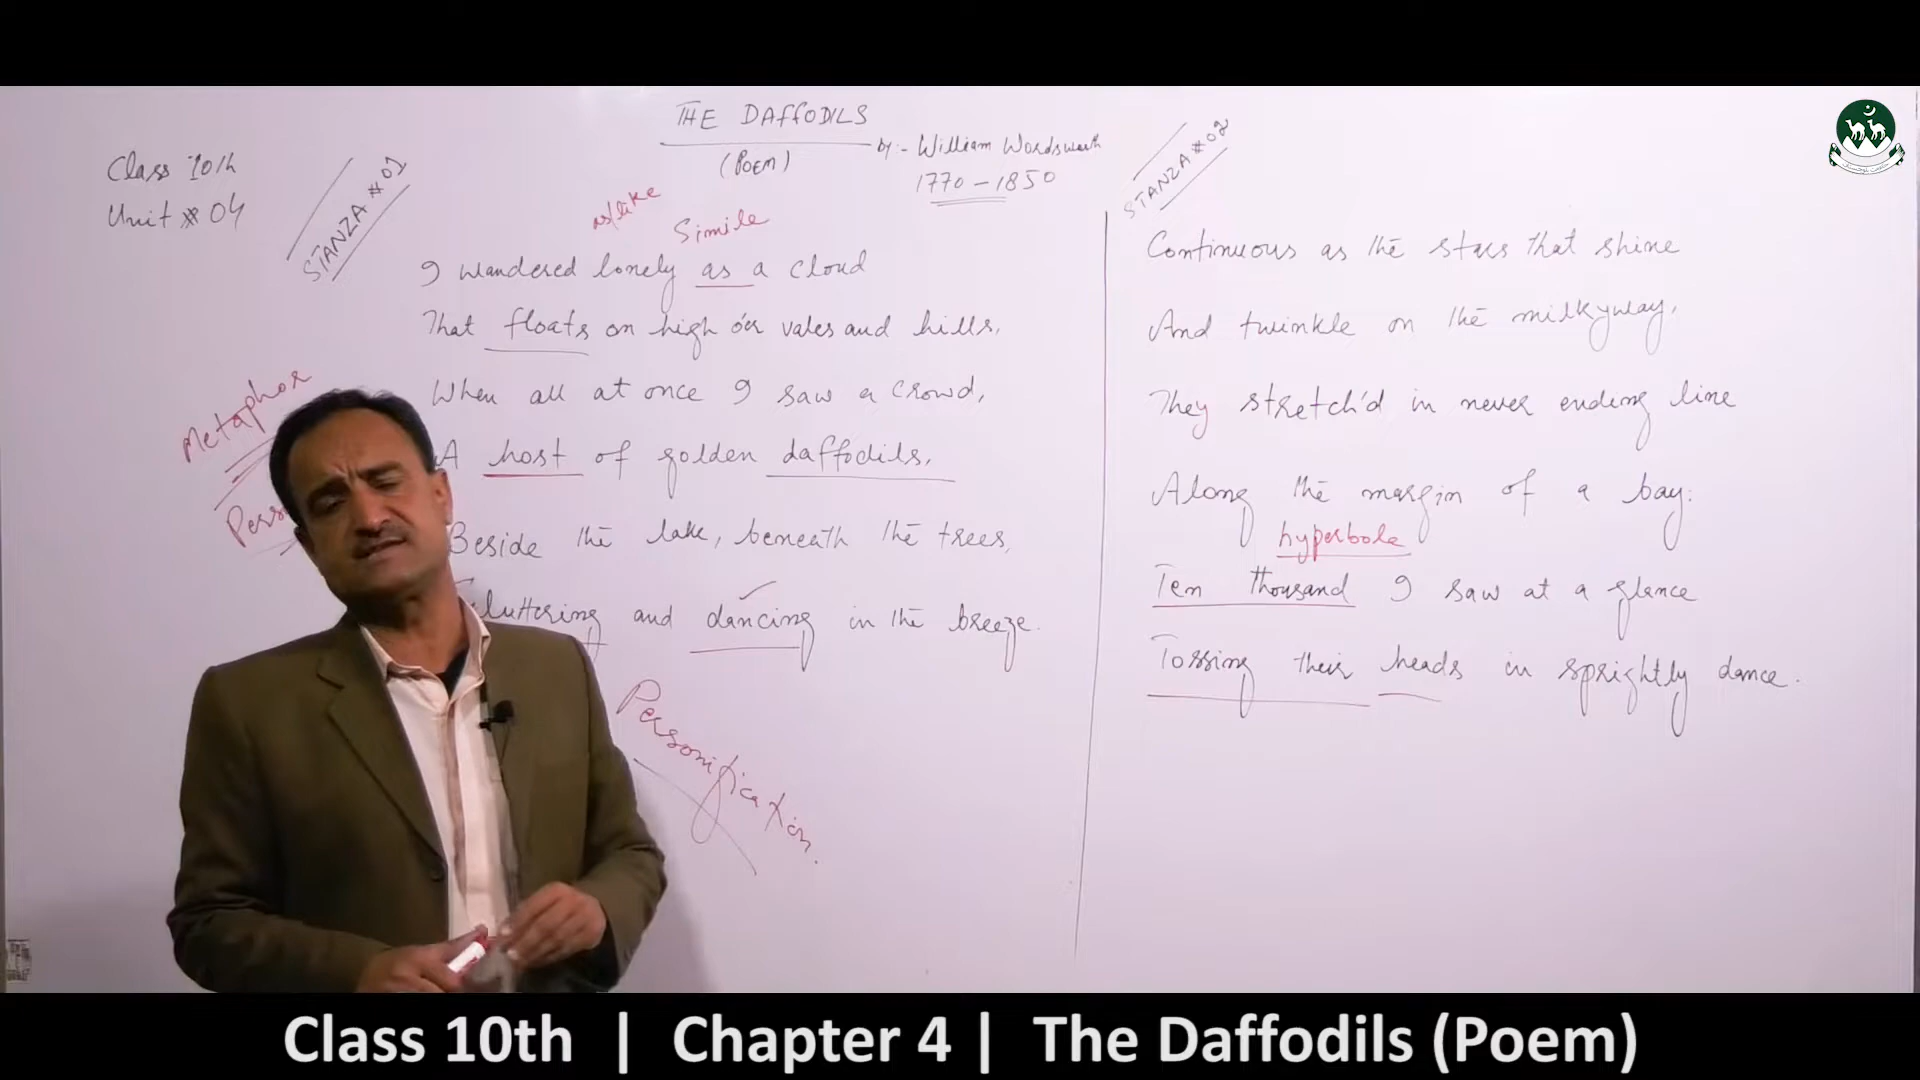 THE DAFFODILS
(POEM)
by:- William Wordsworth
1770-1850
Class 10th
Unit # 04
STANZA # 01
as/like
Simile
I wandered lonely as a cloud
That floats on high o'er vales and hills,
When all at once I saw a crowd,
A host of golden daffodils,
Beside the lake, beneath the trees,
Fluttering and dancing in the breeze.
Metaphor
Personification.
STANZA # 02
Continuous as the stars that shine
And twinkle on the milkyway,
They stretch'd in never ending line
Along the margin of a bay:
hyperbole
Ten thousand I saw at a glance
Tossing their heads in sprightly dance.
Class 10th | Chapter 4 | The Daffodils (Poem)